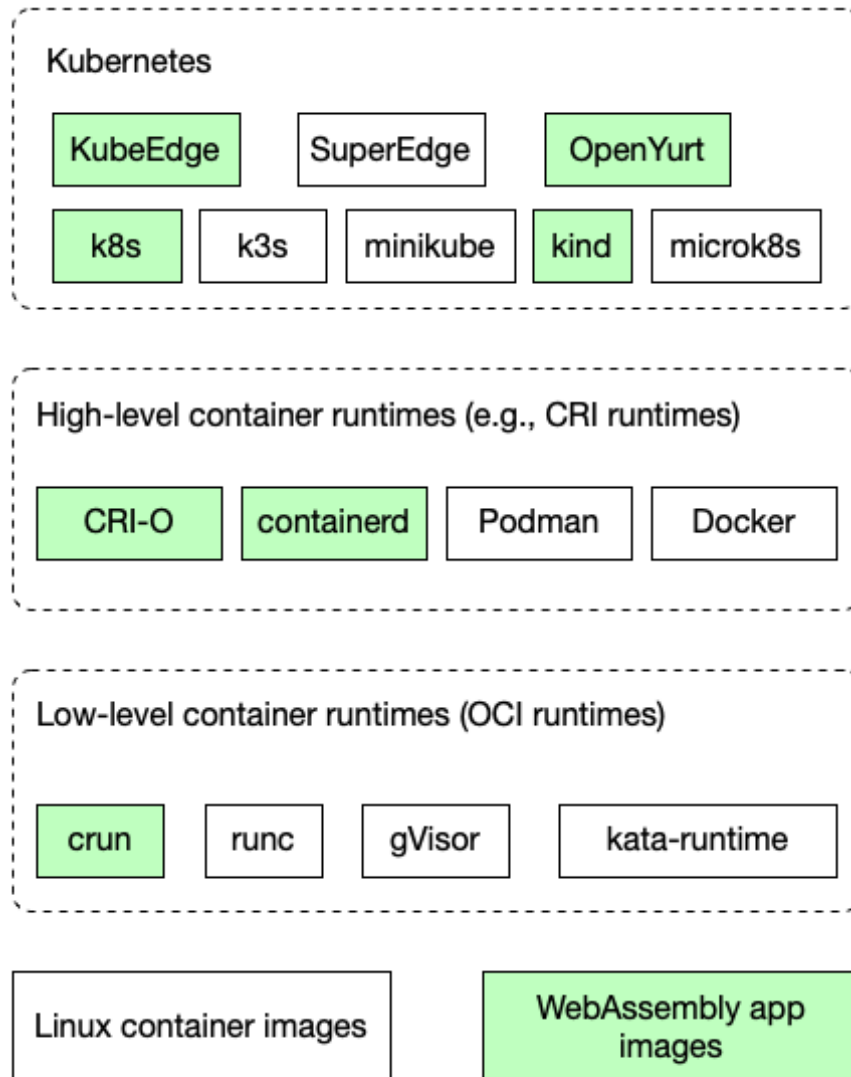 Kubernetes
KubeEdge SuperEdge OpenYurt
k8s k3s minikube kind microk8s
High-level container runtimes (e.g., CRI runtimes)
CRI-O containerd Podman Docker
Low-level container runtimes (OCI runtimes)
crun runc gVisor kata-runtime
Linux container images
WebAssembly app
images